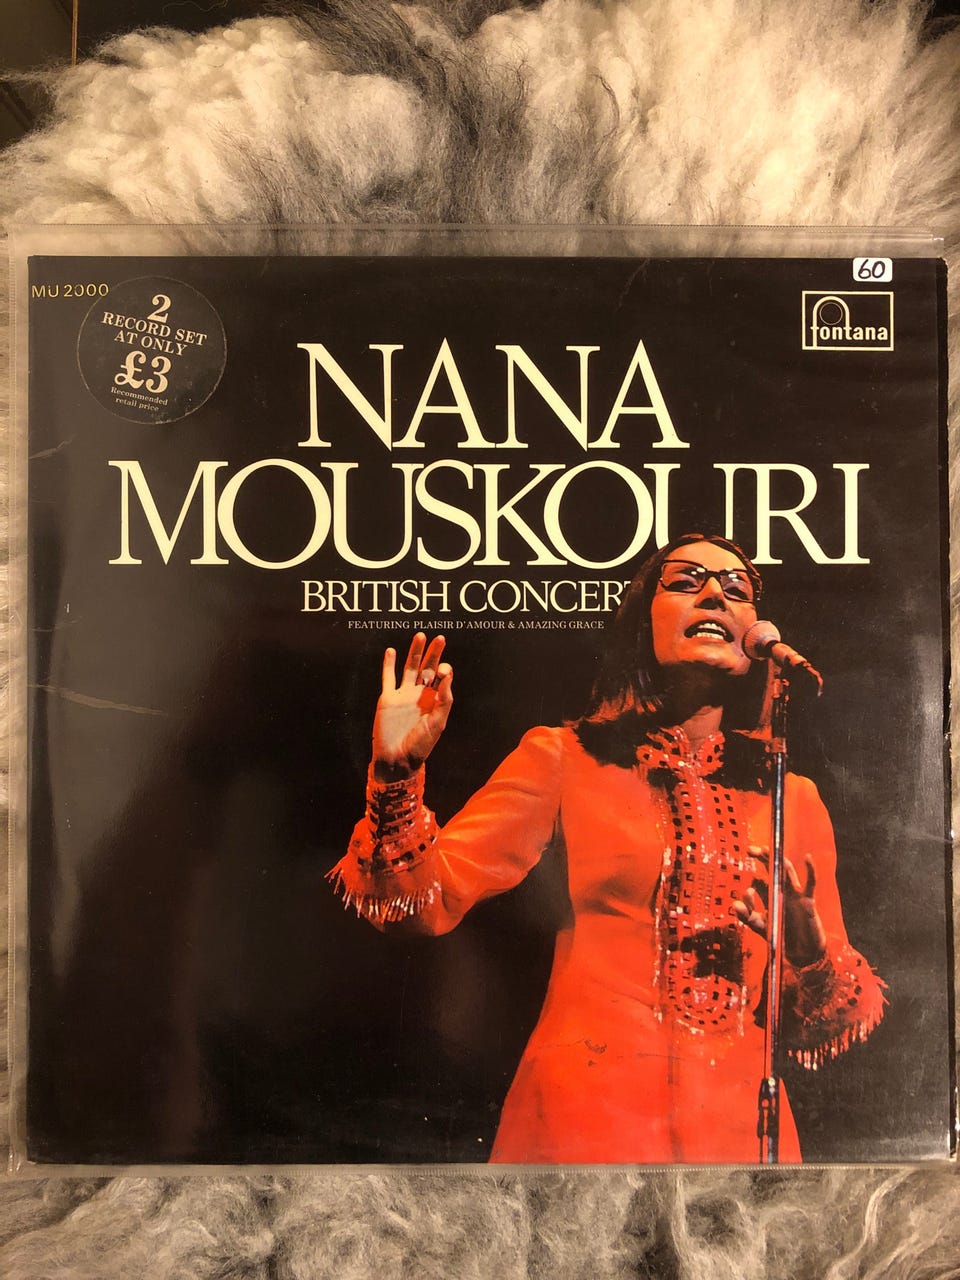 60
MU 2000
2
RECORD SET
AT ONLY
£3
Recommended
retail price
fontana
NANA
MOUSKOURI
BRITISH CONCERT
FEATURING PLAISIR D'AMOUR & AMAZING GRACE